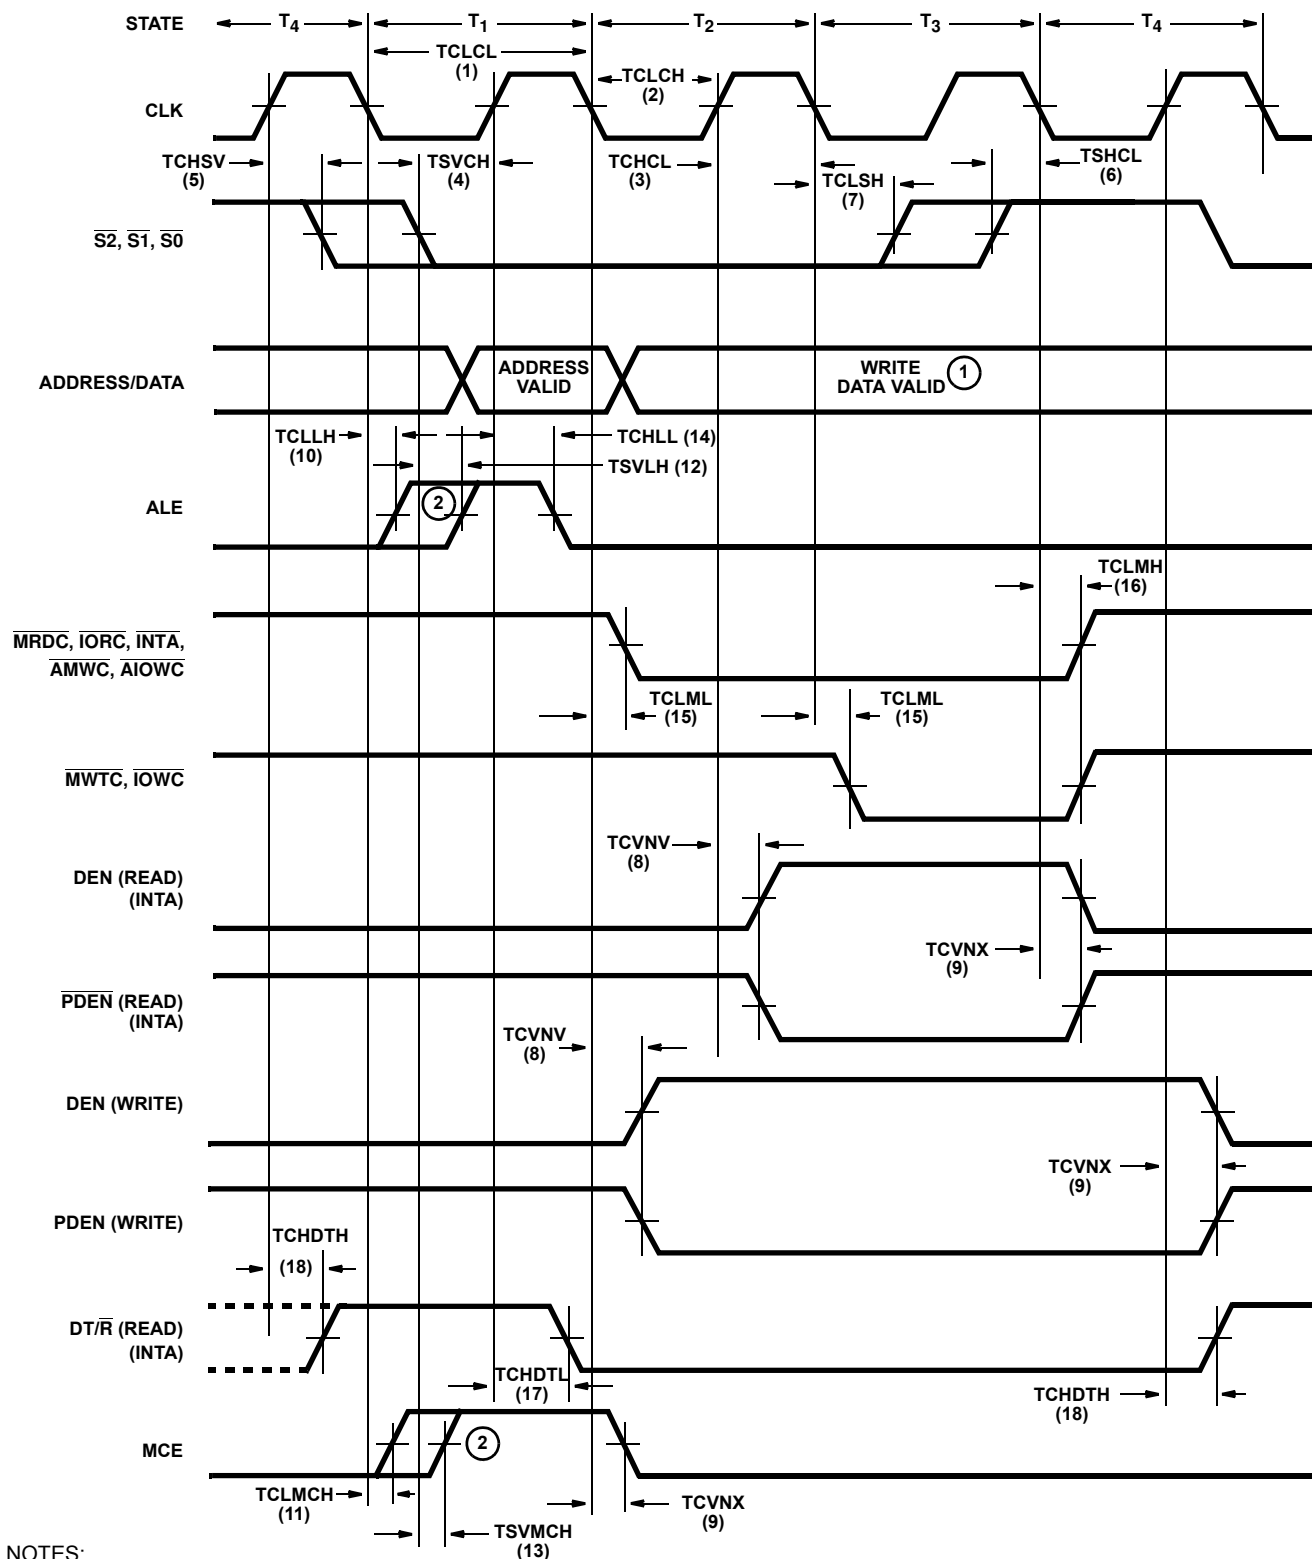 STATE T4 T1 T2 T3 T4
TCLCL
(1)
TCLCH
(2)
CLK
TCHSV
(5)
TSVCH
(4)
TCHCL
(3)
TCLSH
(7)
TSHCL
(6)
S2, S1, S0
ADDRESS/DATA
ADDRESS
VALID
WRITE
DATA VALID
1
TCLLH
(10)
TCHLL (14)
TSVLH (12)
ALE
2
TCLMH
(16)
MRDC, IORC, INTA,
AMWC, AIOWC
TCLML
(15)
TCLML
(15)
MWTC, IOWC
TCVNV
(8)
DEN (READ)
(INTA)
TCVNX
(9)
PDEN (READ)
(INTA)
TCVNV
(8)
DEN (WRITE)
TCVNX
(9)
PDEN (WRITE)
TCHDTH
(18)
DT/R (READ)
(INTA)
TCHDTL
(17)
TCHDTH
(18)
MCE
2
TCLMCH
(11)
TCVNX
(9)
TSVMCH
(13)
NOTES: